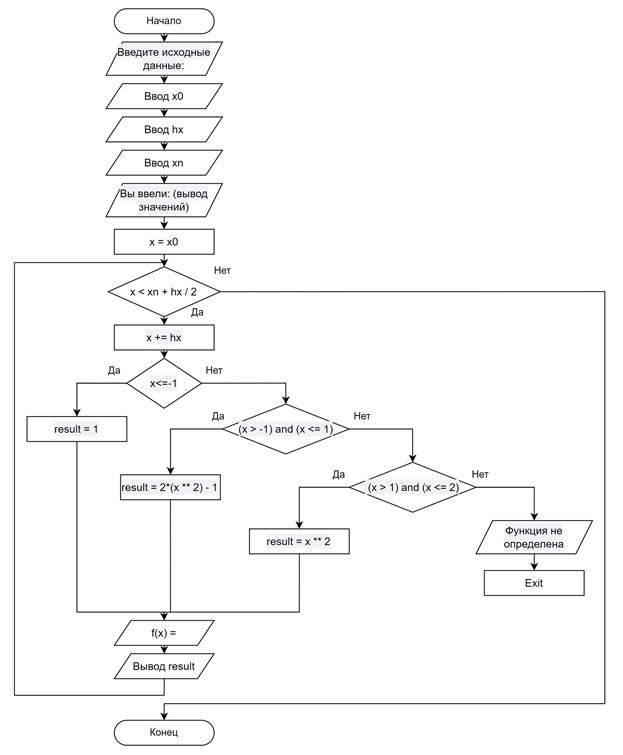 Начало
Введите исходные
данные:
Ввод x0
Ввод hx
Ввод xn
Вы ввели: (вывод
значений)
x = x0
Нет
x < xn + hx / 2
Да
x += hx
Да
Нет
x<=-1
Да
Нет
result = 1
(x > -1) and (x <= 1)
Да
Нет
result = 2*(x ** 2) - 1
(x > 1) and (x <= 2)
Функция не
определена
result = x ** 2
Exit
f(x) =
Вывод result
Конец